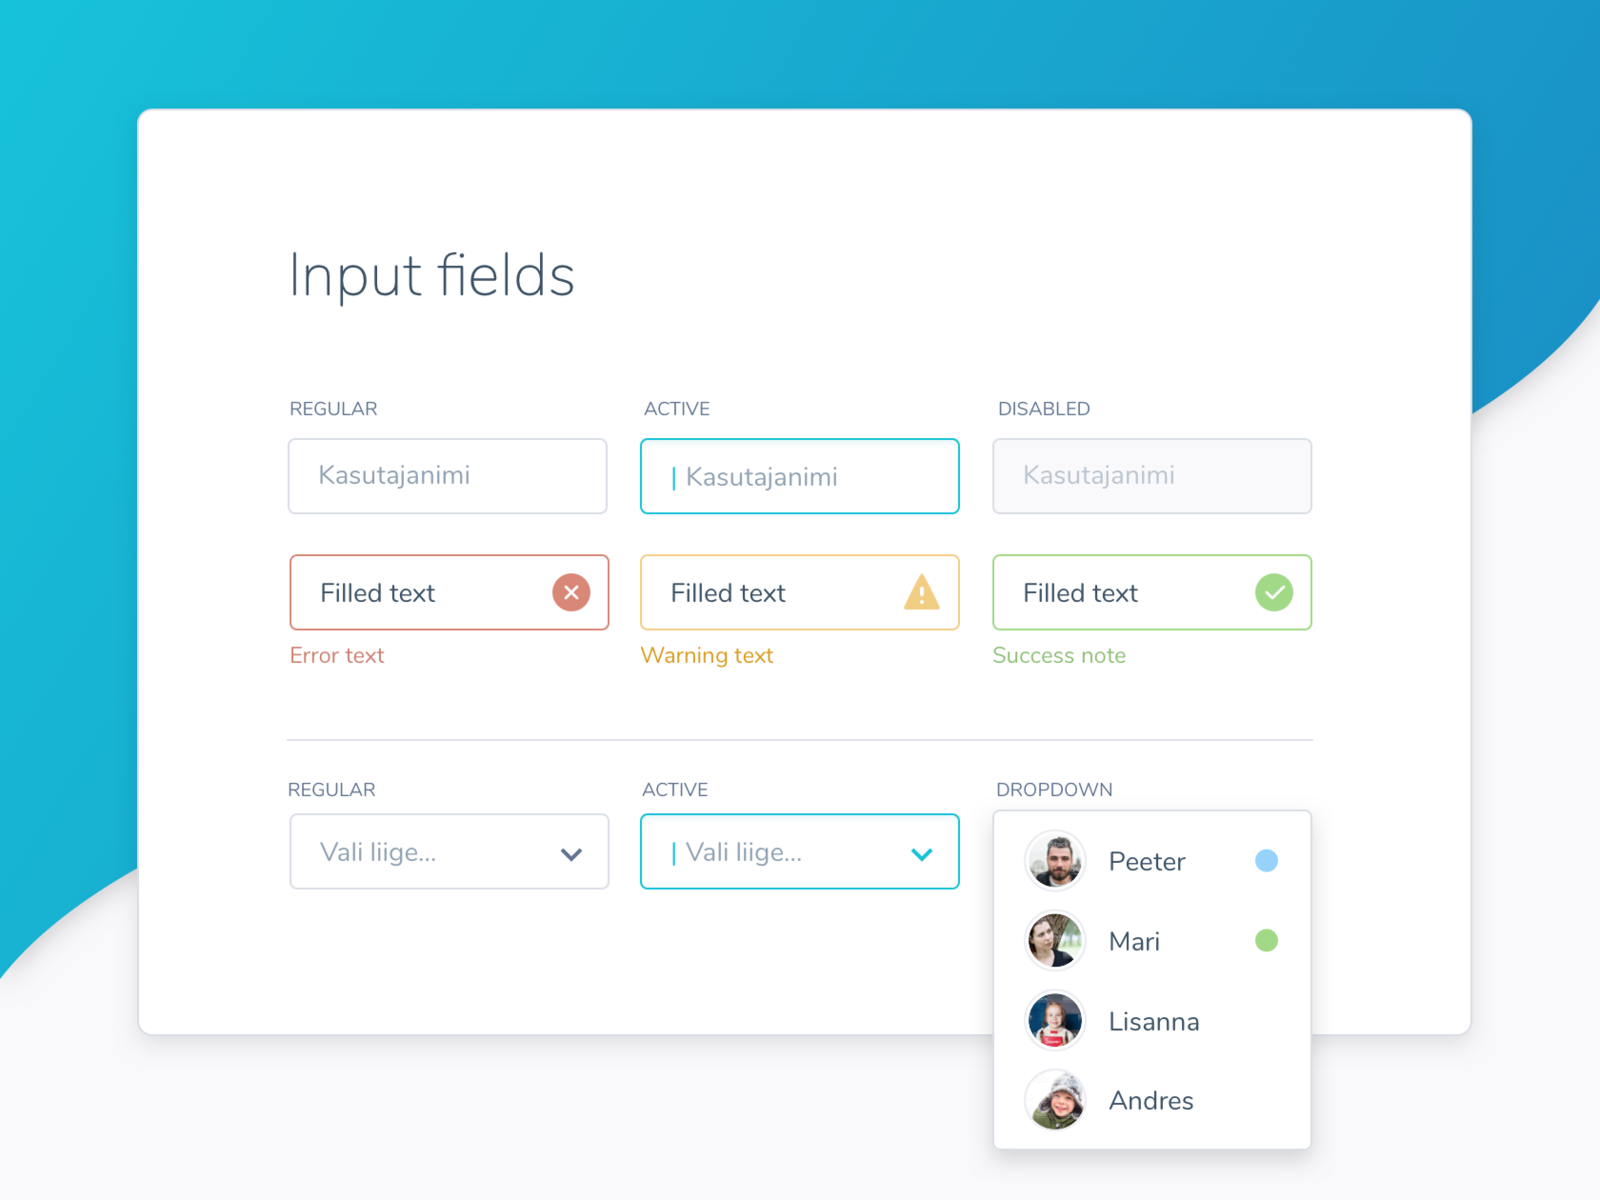 Input fields
REGULAR
ACTIVE
DISABLED
Kasutajanimi
Kasutajanimi
Kasutajanimi
Filled text
Filled text
Filled text
Error text
Warning text
Success note
REGULAR
ACTIVE
DROPDOWN
Vali liige...
Vali liige...
Peeter
Mari
Lisanna
Andres